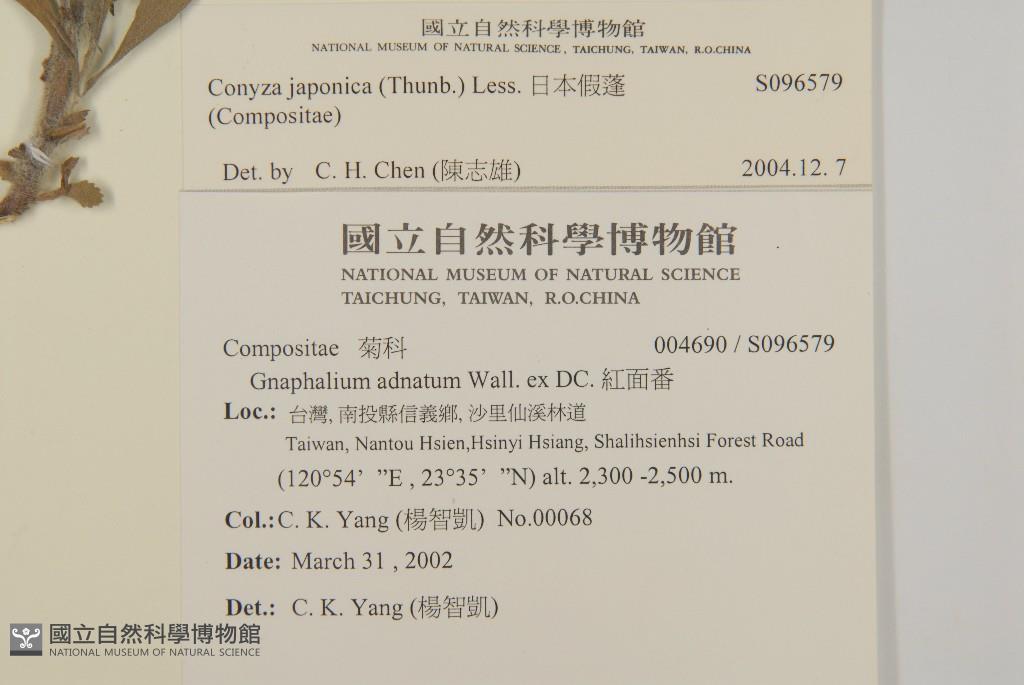 國立自然科學博物館
NATIONAL MUSEUM OF NATURAL SCIENCE, TAICHUNG, TAIWAN, R.O.CHINA
Conyza japonica (Thunb.) Less. 日本假蓬 S096579
(Compositae)
Det. by C. H. Chen (陳志雄) 2004.12. 7
國立自然科學博物館
NATIONAL MUSEUM OF NATURAL SCIENCE
TAICHUNG, TAIWAN, R.O.CHINA
Compositae 菊科 004690 / S096579
Gnaphalium adnatum Wall. ex DC. 紅面番
Loc.: 台灣, 南投縣信義鄉, 沙里仙溪林道
Taiwan, Nantou Hsien,Hsinyi Hsiang, Shalihsienhsi Forest Road
(120°54’ ”E , 23°35’ ”N) alt. 2,300 -2,500 m.
Col.: C. K. Yang (楊智凱) No.00068
Date: March 31 , 2002
Det.: C. K. Yang (楊智凱)
國立自然科學博物館
NATIONAL MUSEUM OF NATURAL SCIENCE